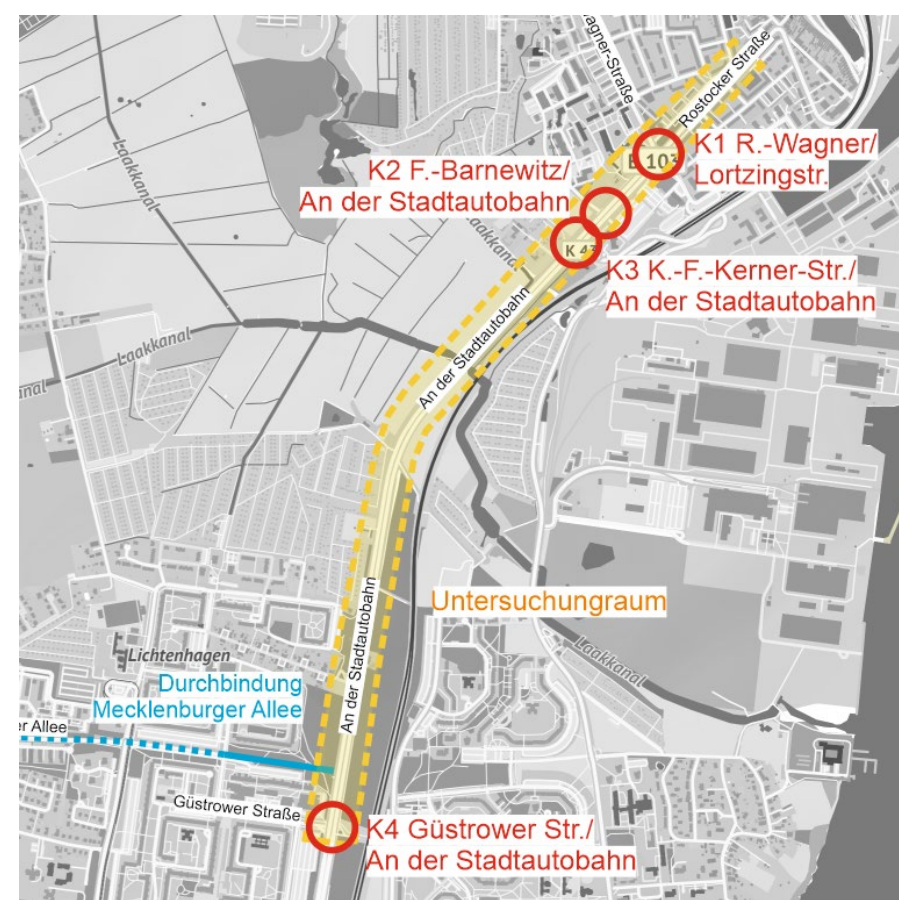 Rostocker Straße
agner-Straße
K1 R.-Wagner/
Lortzingstr.
B 103
K2 F.-Barnewitz/
An der Stadtautobahn
K 43
K3 K.-F.-Kerner-Str./
An der Stadtautobahn
Laakkanal
Laakkanal
Laakkanal
nal
An der Stadtautobahn
Untersuchungraum
An der Stadtautobahn
Laakkanal
Lichtenhagen
Durchbindung
Mecklenburger Allee
er Allee
Güstrower Straße
K4 Güstrower Str./
An der Stadtautobahn